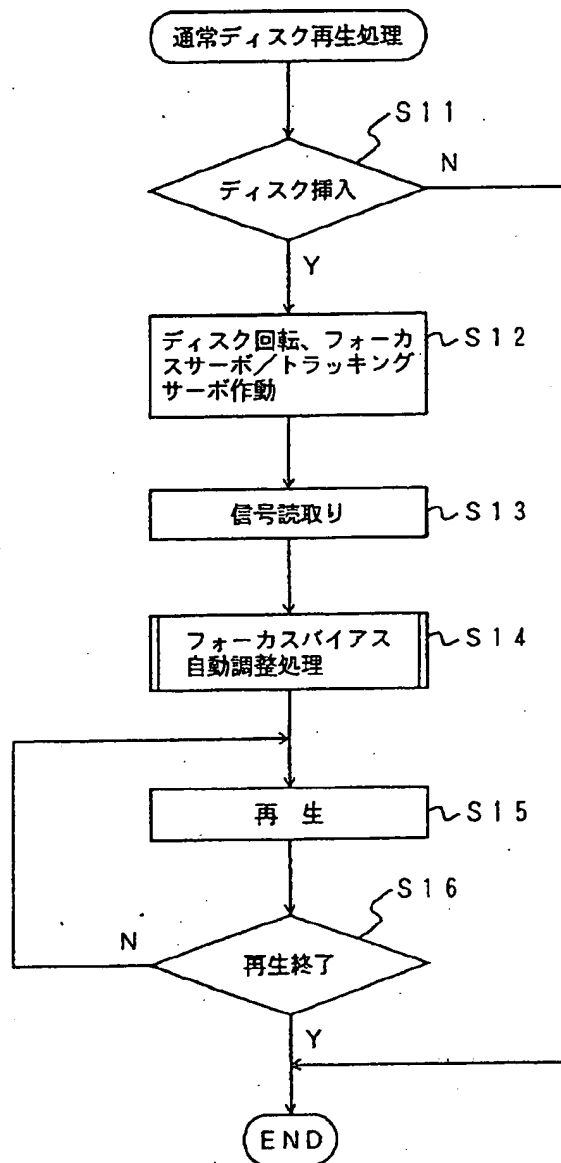 通常ディスク再生処理
S11
ディスク挿入
N
Y
ディスク回転、フォーカ
スサーボ／トラッキング
サーボ作動
S12
信号読取り
S13
フォーカスバイアス
自動調整処理
S14
再 生
S15
S16
再生終了
N
Y
END